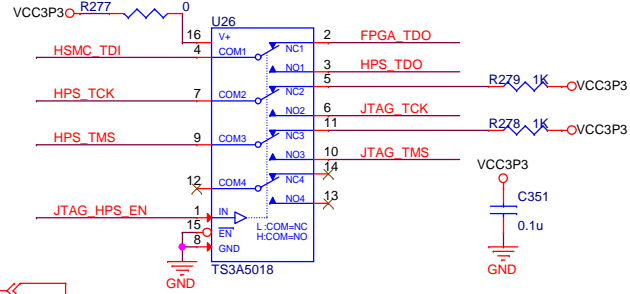 VCC3P3 R277 0
U26
16 V+ 2 FPGA_TDO
HSMC_TDI 4 COM1 NC1
3 HPS_TDO
NO1
5 R279 1K VCC3P3
HPS_TCK 7 COM2 NC2
6 JTAG_TCK
NO2
11 R278 1K VCC3P3
HPS_TMS 9 COM3 NC3
10 JTAG_TMS
NO3
14 VCC3P3
12 COM4 NC4
13 C351
NO4
JTAG_HPS_EN 1 IN
0.1u
15 EN L:COM=NC
8 GND H:COM=NO
TS3A5018
GND GND